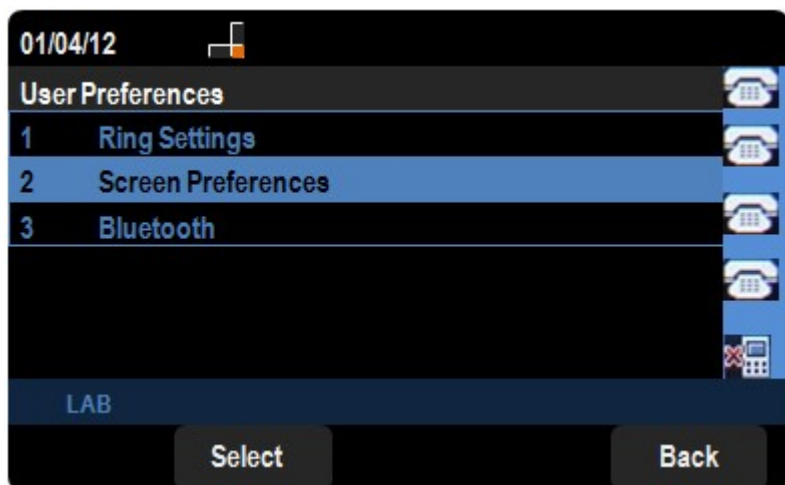 01/04/12
User Preferences
1 Ring Settings
2 Screen Preferences
3 Bluetooth
LAB
Select Back